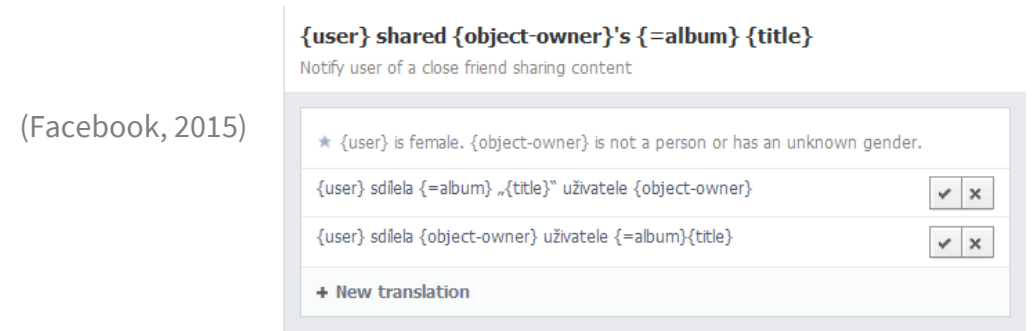 (Facebook, 2015)
{user} shared {object-owner}'s {=album} {title}
Notify user of a close friend sharing content
{user} is female. {object-owner} is not a person or has an unknown gender.
{user} sdílela {=album} „{title}“ uživatele {object-owner}
{user} sdílela {object-owner} uživatele {=album}{title}
+ New translation